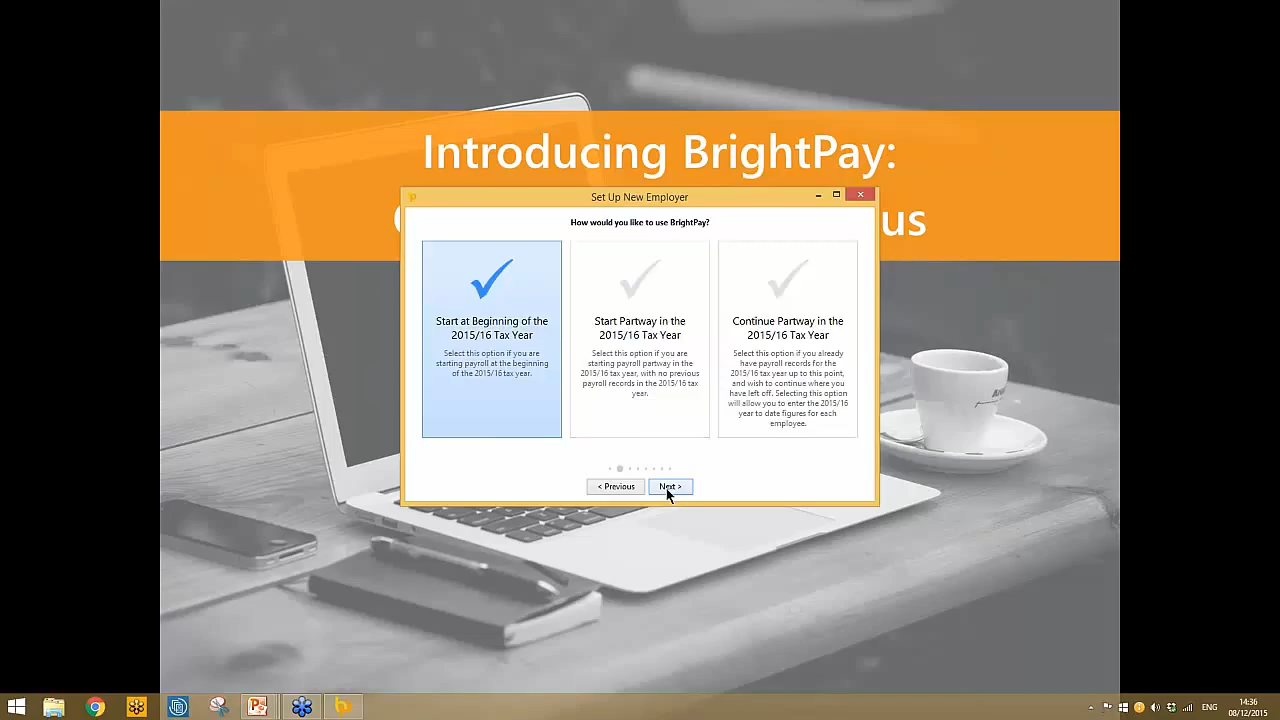 Introducing BrightPay:
us
Set Up New Employer
How would you like to use BrightPay?
Start at Beginning of the
2015/16 Tax Year
Select this option if you are
starting payroll at the beginning
of the 2015/16 tax year.
Start Partway in the
2015/16 Tax Year
Select this option if you are
starting payroll partway in the
2015/16 tax year, with no previous
payroll records in the 2015/16 tax
year.
Continue Partway in the
2015/16 Tax Year
Select this option if you already
have payroll records for the
2015/16 tax year up to this point,
and wish to continue where you
have left off. Selecting this option
will allow you to enter the 2015/16
year to date figures for each
employee.
< Previous
Next >
ENG
14:36
08/12/2015